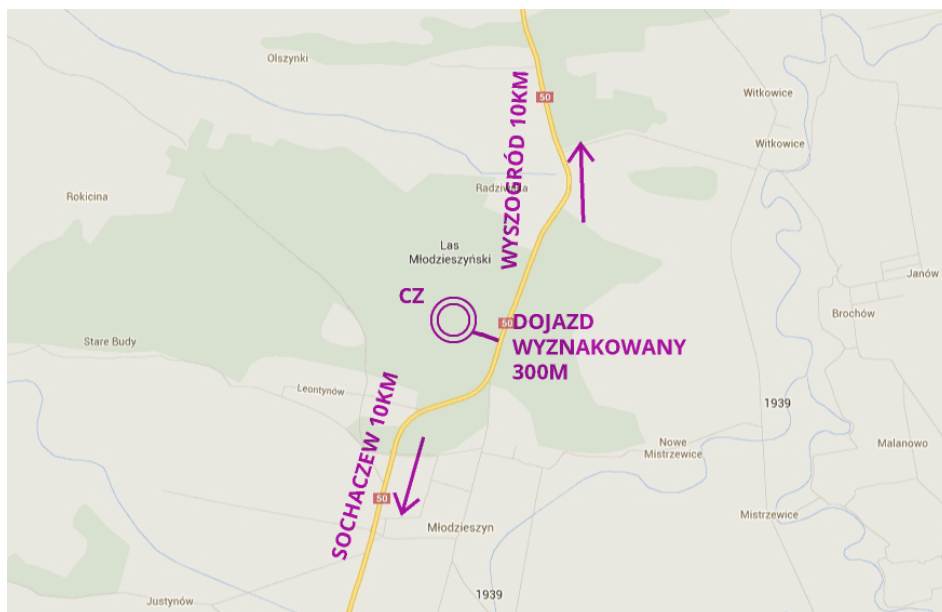 Olszynki
50
Witkowice
WYSZOGRÓD 10KM
Witkowice
Rokicina
Las
Młodzieszyński
Janów
CZ
50
DOJAZD
WYZNAKOWANY
300M
Brochów
Stare Budy
Leontynów
1939
SOCHACZEW 10KM
Nowe
Mistrzewice
Malanowo
50
Mistrzewice
Młodzieszyn
1939
Justynów